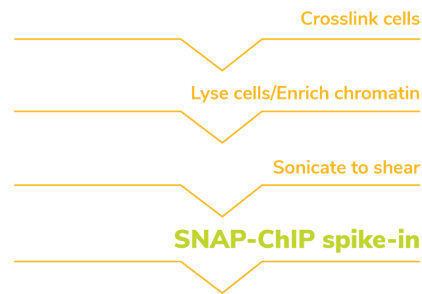 Crosslink cells
Lyse cells/Enrich chromatin
Sonicate to shear
SNAP-ChIP spike-in